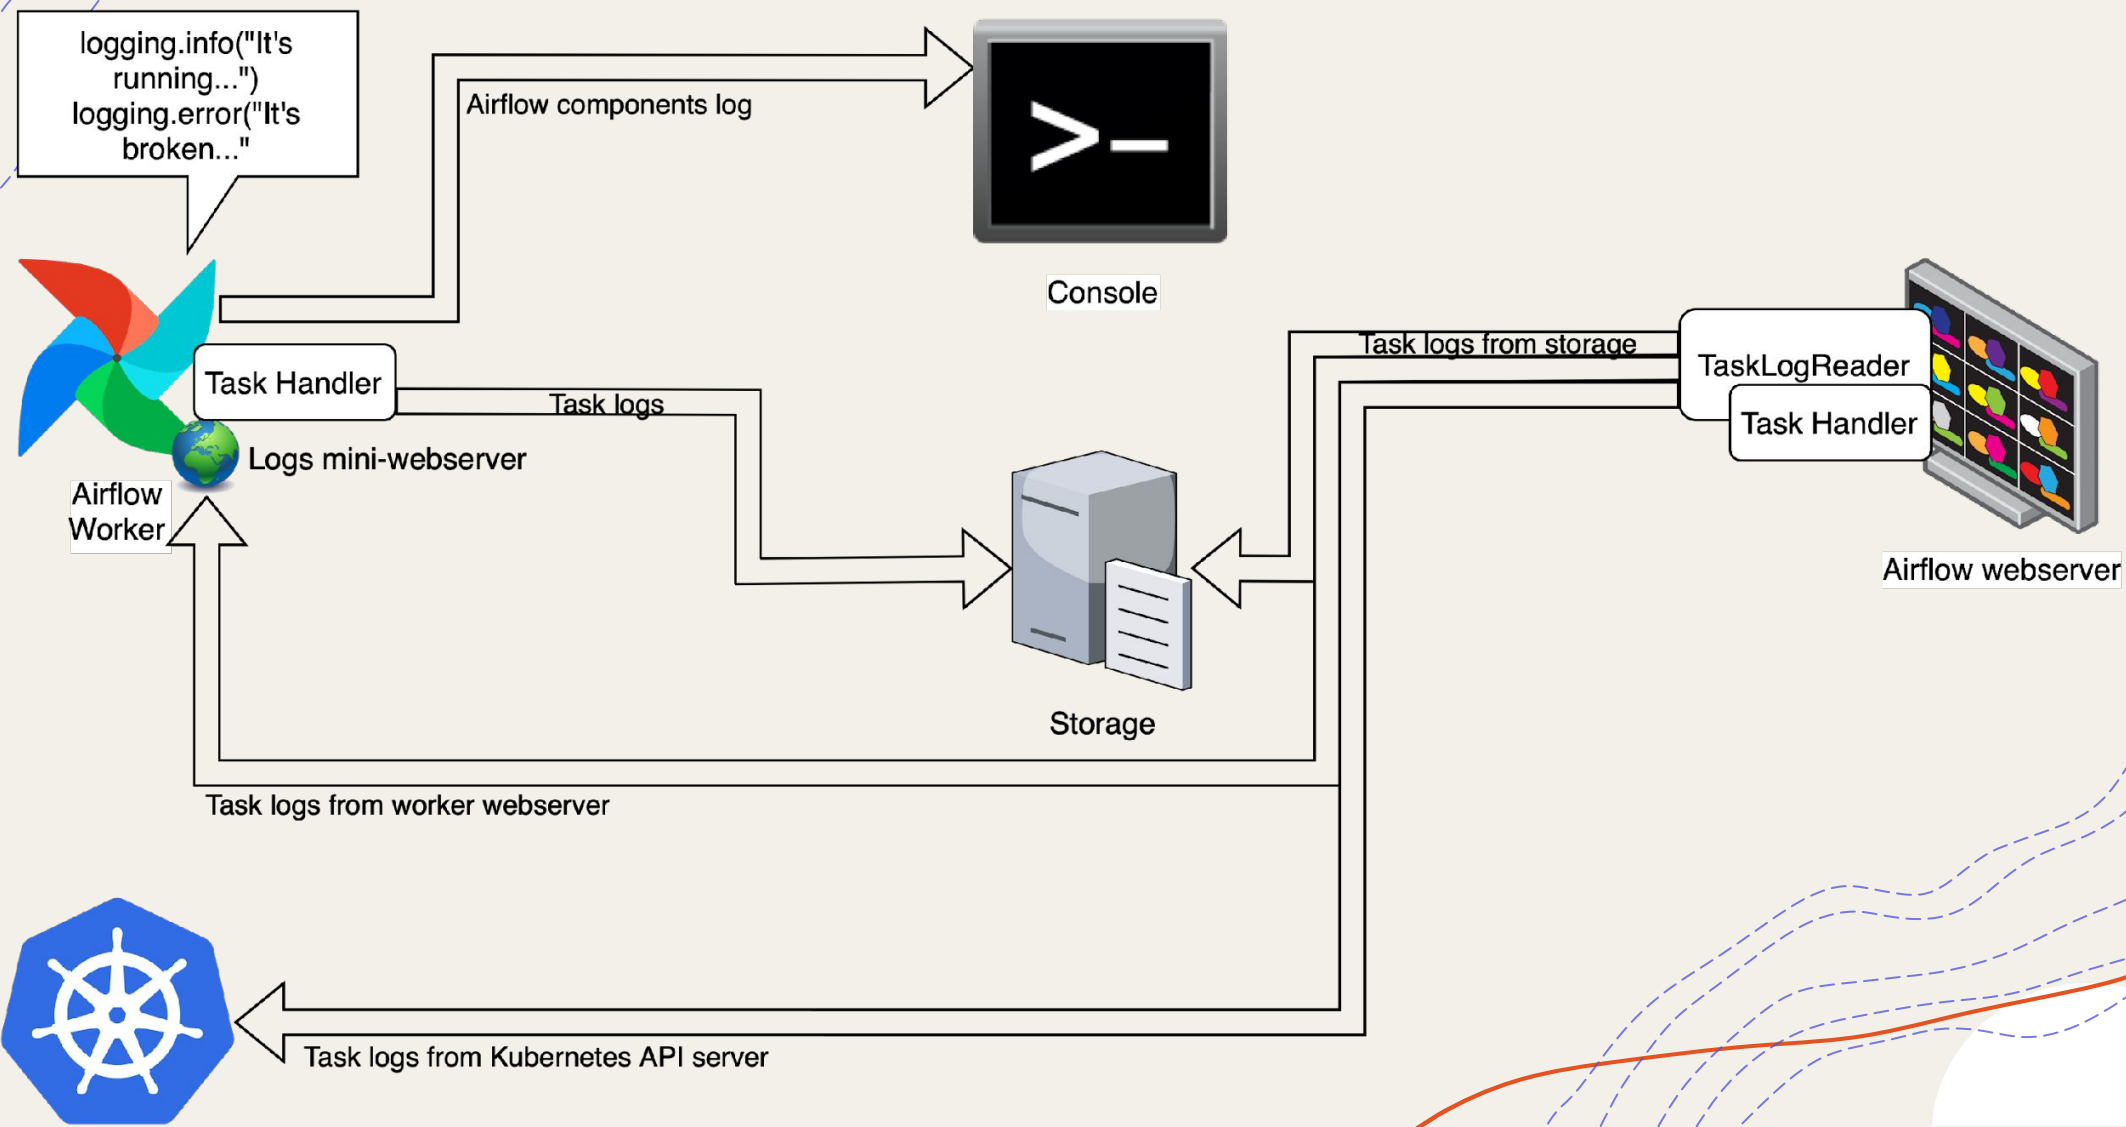 logging.info("It's
running...")
logging.error("It's
broken..."
Airflow components log
>_
Console
Task Handler
Task logs
Logs mini-webserver
Airflow
Worker
Task logs from storage
TaskLogReader
Task Handler
Airflow webserver
Storage
Task logs from worker webserver
Task logs from Kubernetes API server